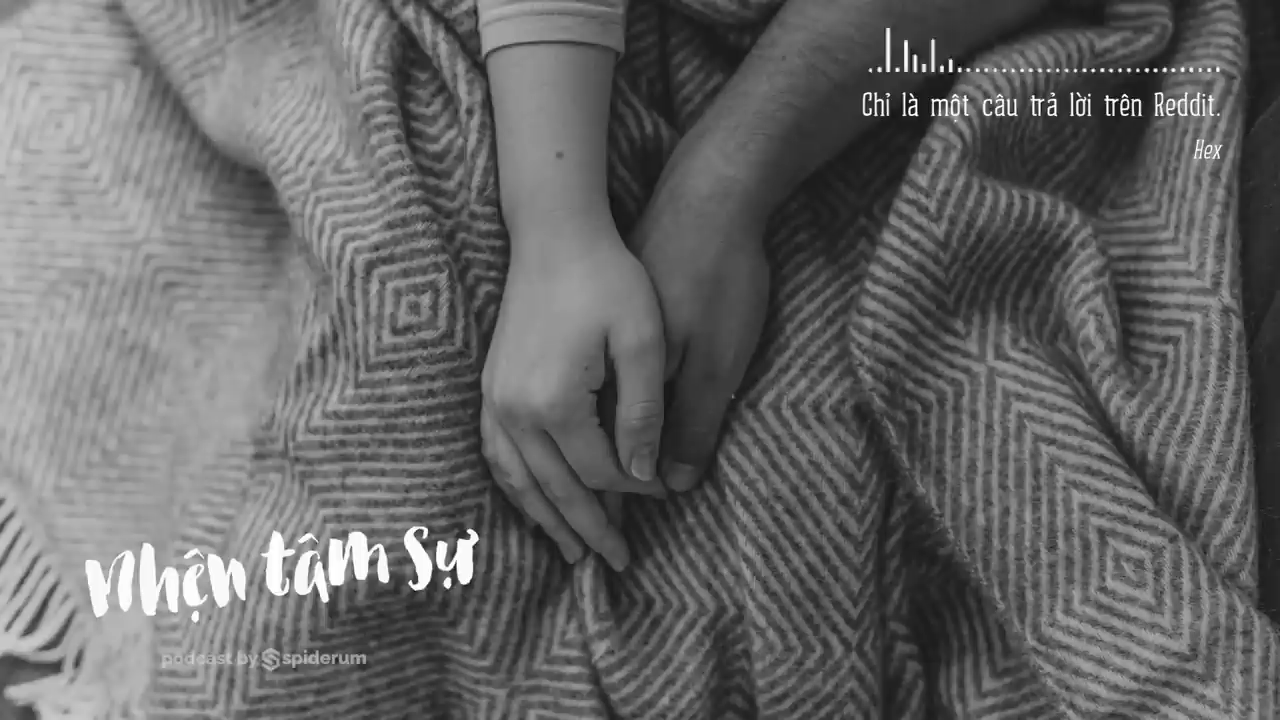 Chỉ là một câu trả lời trên Reddit.
Hex
Nhện tâm sự
podcast by spiderum